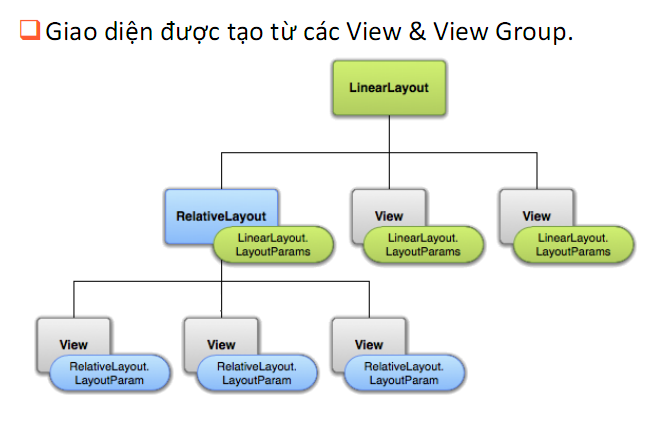 Giao diện được tạo từ các View & View Group.
LinearLayout
RelativeLayout
LinearLayout.
LayoutParams
View
LinearLayout.
LayoutParams
View
LinearLayout.
LayoutParams
View
RelativeLayout.
LayoutParam
View
RelativeLayout.
LayoutParam
View
RelativeLayout.
LayoutParam